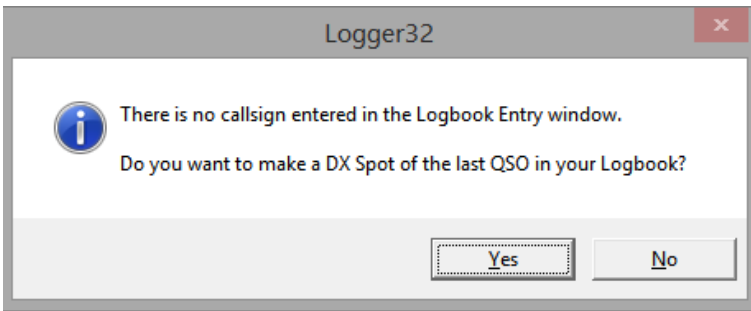 Logger32
There is no callsign entered in the Logbook Entry window.
Do you want to make a DX Spot of the last QSO in your Logbook?
Yes
No